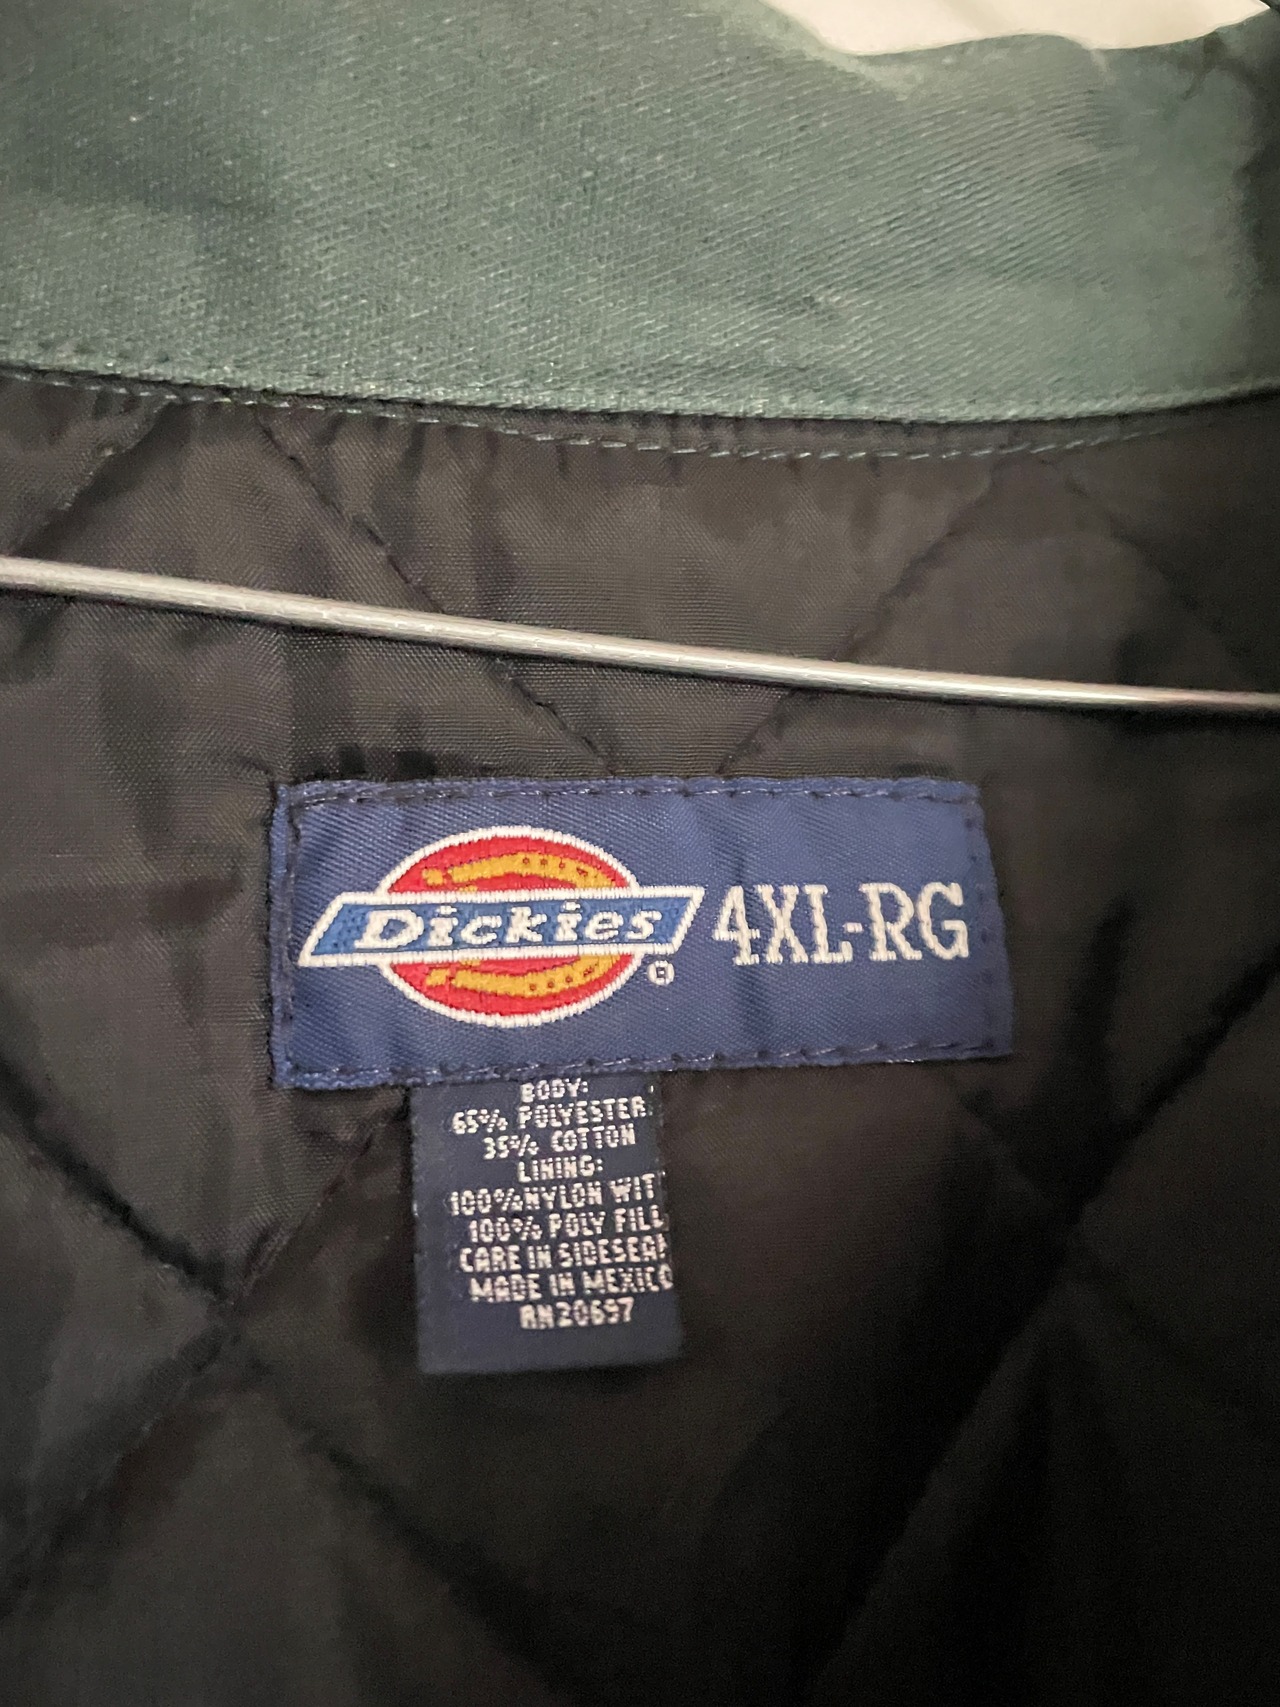 Dickies® 4XL-RG
BODY:
65% POLYESTER
35% COTTON
LINING:
100%NYLON WIT
100% POLY FILL
CARE IN SIDESEA
MADE IN MEXICO
RN20697